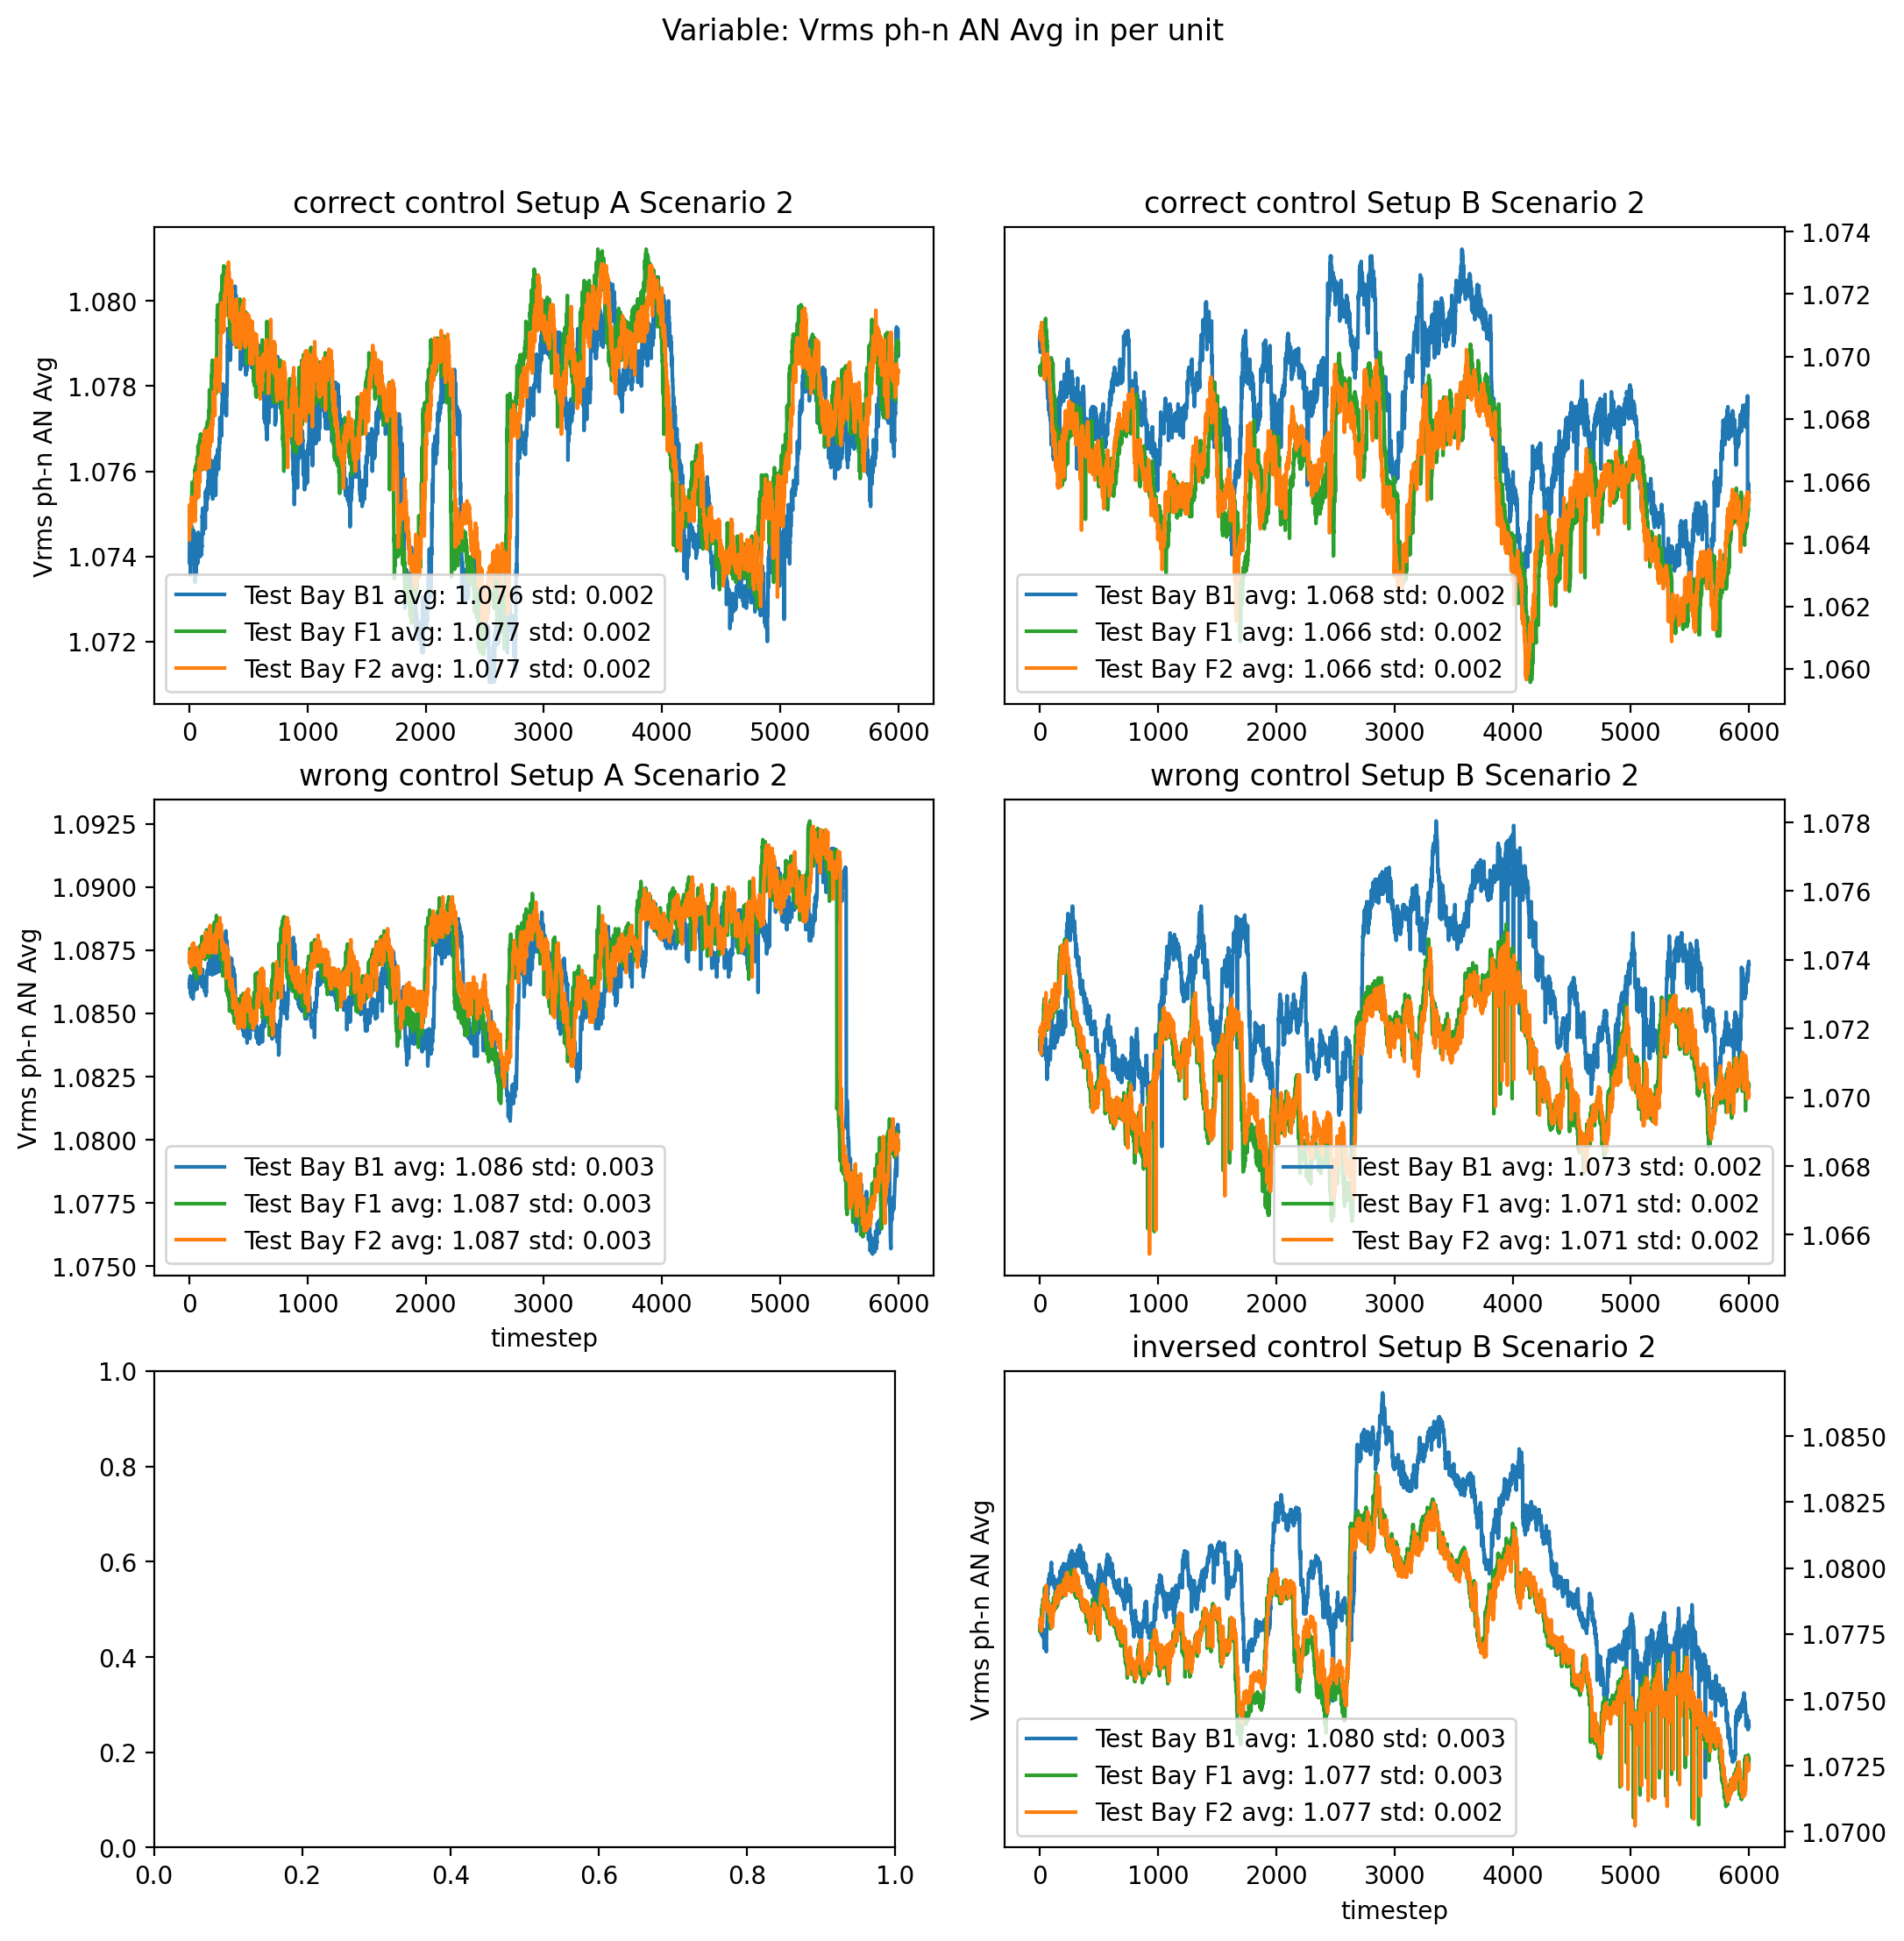 Variable: Vrms ph-n AN Avg in per unit
correct control Setup A Scenario 2
Vrms ph-n AN Avg
1.080
1.078
1.076
1.074
1.072
Test Bay B1 avg: 1.076 std: 0.002
Test Bay F1 avg: 1.077 std: 0.002
Test Bay F2 avg: 1.077 std: 0.002
0 1000 2000 3000 4000 5000 6000
correct control Setup B Scenario 2
1.074
1.072
1.070
1.068
1.066
1.064
1.062
1.060
Test Bay B1 avg: 1.068 std: 0.002
Test Bay F1 avg: 1.066 std: 0.002
Test Bay F2 avg: 1.066 std: 0.002
0 1000 2000 3000 4000 5000 6000
wrong control Setup A Scenario 2
Vrms ph-n AN Avg
1.0925
1.0900
1.0875
1.0850
1.0825
1.0800
1.0775
1.0750
Test Bay B1 avg: 1.086 std: 0.003
Test Bay F1 avg: 1.087 std: 0.003
Test Bay F2 avg: 1.087 std: 0.003
0 1000 2000 3000 4000 5000 6000
timestep
wrong control Setup B Scenario 2
1.078
1.076
1.074
1.072
1.070
1.068
1.066
Test Bay B1 avg: 1.073 std: 0.002
Test Bay F1 avg: 1.071 std: 0.002
Test Bay F2 avg: 1.071 std: 0.002
0 1000 2000 3000 4000 5000 6000
1.0
0.8
0.6
0.4
0.2
0.0
0.0 0.2 0.4 0.6 0.8 1.0
inversed control Setup B Scenario 2
Vrms ph-n AN Avg
1.0850
1.0825
1.0800
1.0775
1.0750
1.0725
1.0700
Test Bay B1 avg: 1.080 std: 0.003
Test Bay F1 avg: 1.077 std: 0.003
Test Bay F2 avg: 1.077 std: 0.002
0 1000 2000 3000 4000 5000 6000
timestep